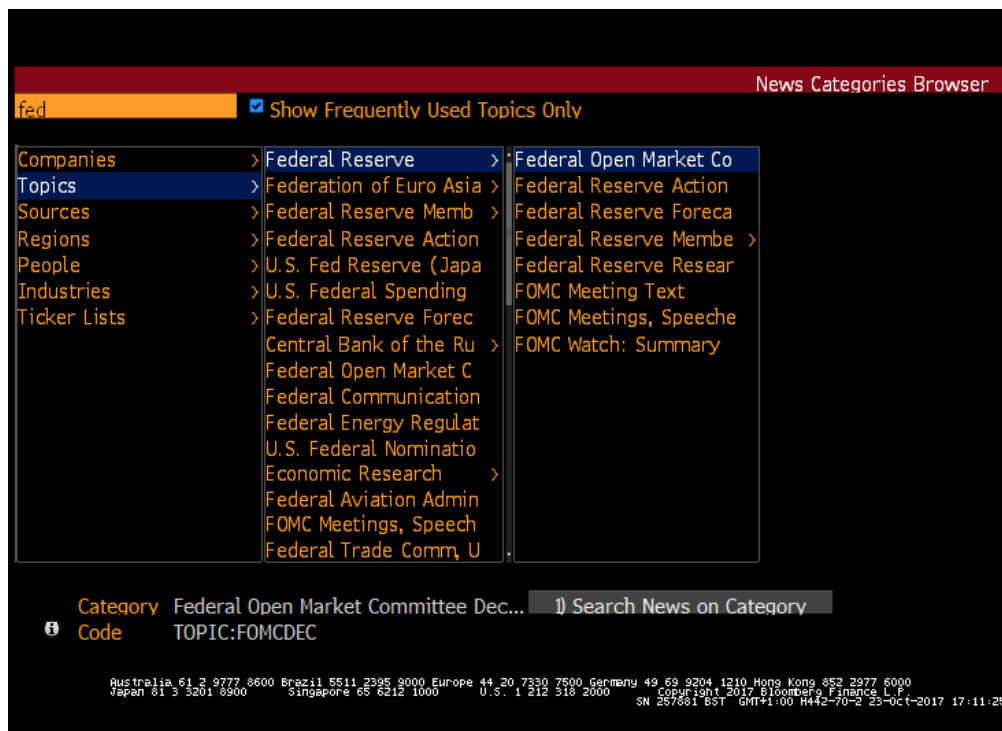 News Categories Browser
fed
Show Frequently Used Topics Only
Companies >
Topics >
Sources >
Regions >
People >
Industries >
Ticker Lists >
Federal Reserve >
Federation of Euro Asia >
Federal Reserve Memb >
Federal Reserve Action
U.S. Fed Reserve (Japa
U.S. Federal Spending
Federal Reserve Forec
Central Bank of the Ru >
Federal Open Market C
Federal Communication
Federal Energy Regulat
U.S. Federal Nominatio
Economic Research >
Federal Aviation Admin
FOMC Meetings, Speech
Federal Trade Comm, U
Federal Open Market Co
Federal Reserve Action
Federal Reserve Foreca
Federal Reserve Membe >
Federal Reserve Resear
FOMC Meeting Text
FOMC Meetings, Speeche
FOMC Watch: Summary
Category Federal Open Market Committee Dec... 1) Search News on Category
Code TOPIC:FOMCDEC
Australia 61 2 9777 8600 Brazil 5511 2395 9000 Europe 44 20 7330 7500 Germany 49 69 9204 1210 Hong Kong 852 2977 6000
Japan 81 3 3201 8900 Singapore 65 6212 1000 U.S. 1 212 318 2000 Copyright 2017 Bloomberg Finance L.P.
SN 257881 BST GMT+1:00 H442-70-2 23-Oct-2017 17:11:25